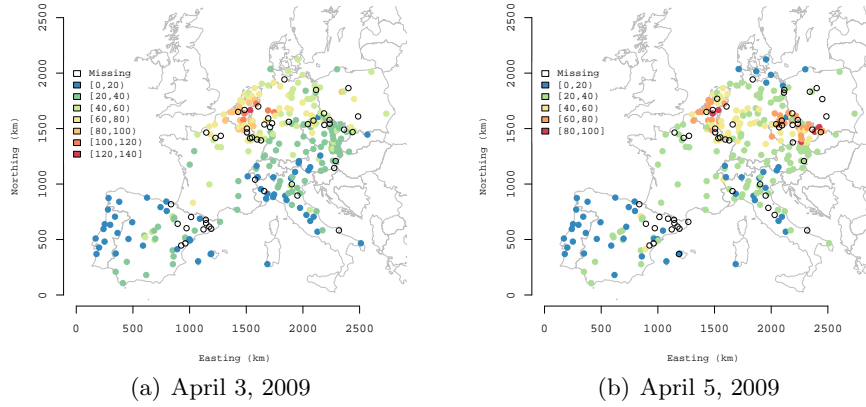 Northing (km)
0 500 1000 1500 2000 2500
Missing
[0,20)
[20,40)
[40,60)
[60,80)
[80,100)
[100,120)
[120,140]
0 500 1000 1500 2000 2500
Easting (km)
(a) April 3, 2009
Northing (km)
0 500 1000 1500 2000 2500
Missing
[0,20)
[20,40)
[40,60)
[60,80)
[80,100]
0 500 1000 1500 2000 2500
Easting (km)
(b) April 5, 2009